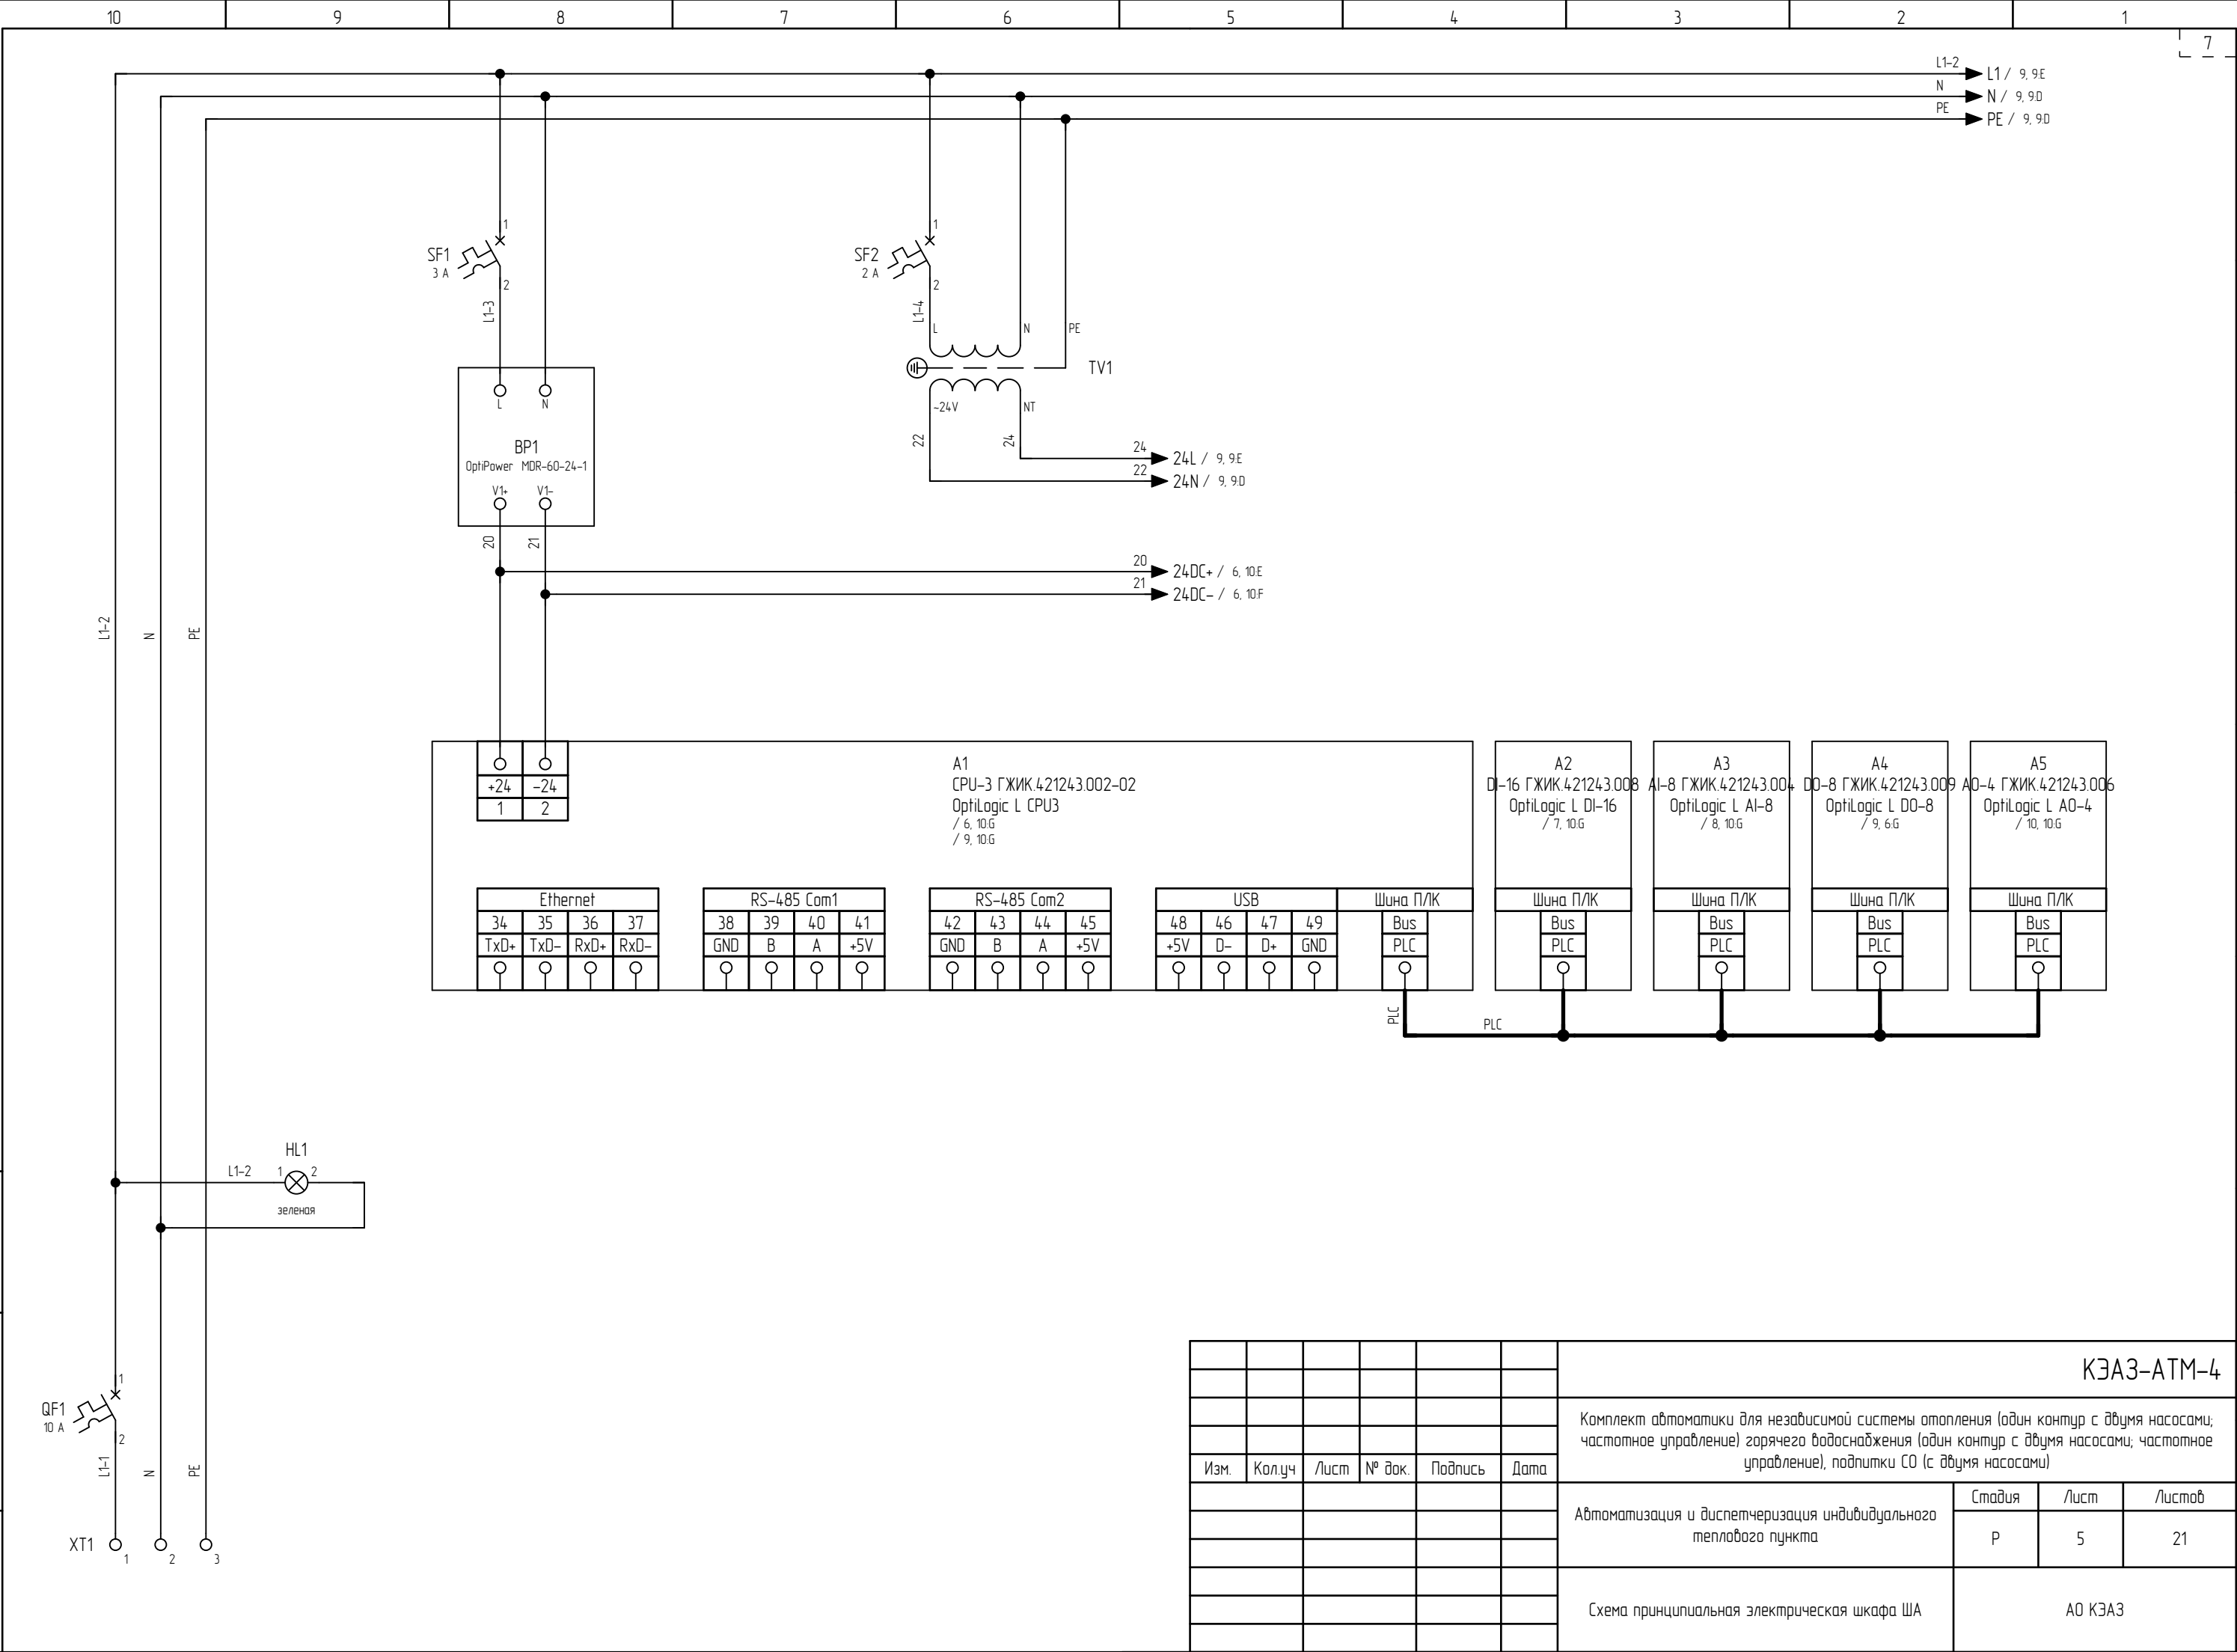 10 9 8 7 6 5 4 3 2 1
7
L1-2 L1 / 9, 9.E
N N / 9, 9.D
PE PE / 9, 9.D
1
SF1
3 A
2
L1-3
1
SF2
2 A
2
L1-4
L N PE
TV1
~24V NT
22 24
24 24L / 9, 9.E
22 24N / 9, 9.D
L N
BP1
OptiPower MDR-60-24-1
V1+ V1-
20 21
20 24DC+ / 6, 10.E
21 24DC- / 6, 10.F
L1-2 N PE
+24 -24
1 2
A1
CPU-3 ГЖИК.421243.002-02
OptiLogic L CPU3
/ 6, 10.G
/ 9, 10.G
A2
DI-16 ГЖИК.421243.008
OptiLogic L DI-16
/ 7, 10.G
A3
AI-8 ГЖИК.421243.004
OptiLogic L AI-8
/ 8, 10.G
A4
DO-8 ГЖИК.421243.009
OptiLogic L DO-8
/ 9, 6.G
A5
AO-4 ГЖИК.421243.006
OptiLogic L AO-4
/ 10, 10.G
Ethernet
34 35 36 37
TxD+ TxD- RxD+ RxD-
RS-485 Com1
38 39 40 41
GND B A +5V
RS-485 Com2
42 43 44 45
GND B A +5V
USB
48 46 47 49
+5V D- D+ GND
Шина ПЛК
Bus
PLC
Шина ПЛК
Bus
PLC
Шина ПЛК
Bus
PLC
Шина ПЛК
Bus
PLC
Шина ПЛК
Bus
PLC
PLC
PLC
HL1
L1-2 1 2
зеленая
1
QF1
10 A
2
L1-1 N PE
XT1 1 2 3
КЭАЗ-АТМ-4
Комплект автоматики для независимой системы отопления (один контур с двумя насосами;
частотное управление) горячего водоснабжения (один контур с двумя насосами; частотное
управление), подпитки СО (с двумя насосами)
Изм. Кол.уч Лист № док. Подпись Дата
Автоматизация и диспетчеризация индивидуального
теплового пункта
Стадия Лист Листов
Р 5 21
Схема принципиальная электрическая шкафа ША
АО КЭАЗ